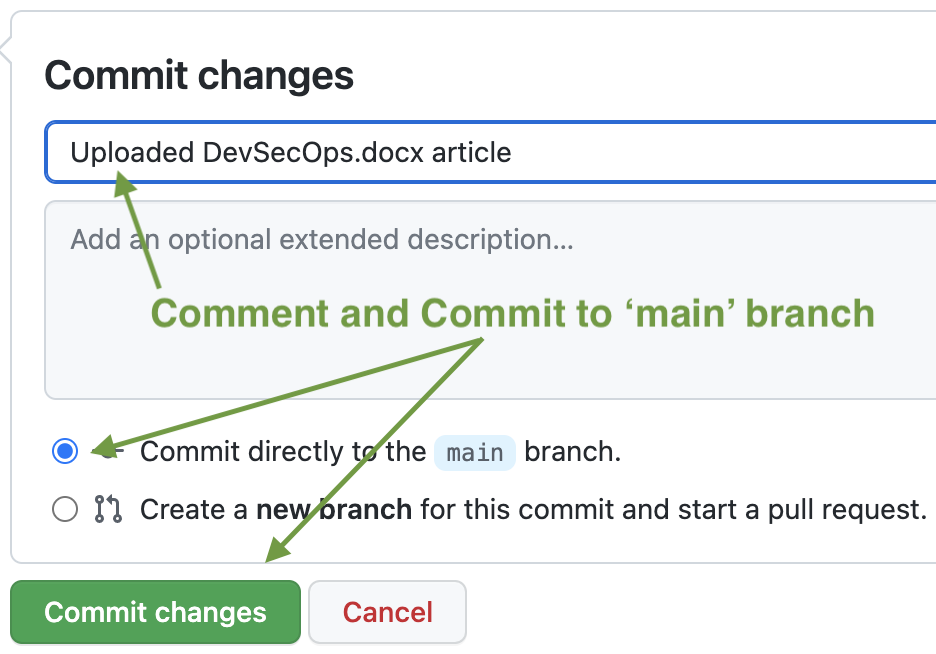 Commit changes
Uploaded DevSecOps.docx article
Add an optional extended description...
Comment and Commit to ‘main’ branch
Commit directly to the main branch.
Create a new branch for this commit and start a pull request.
Commit changes
Cancel